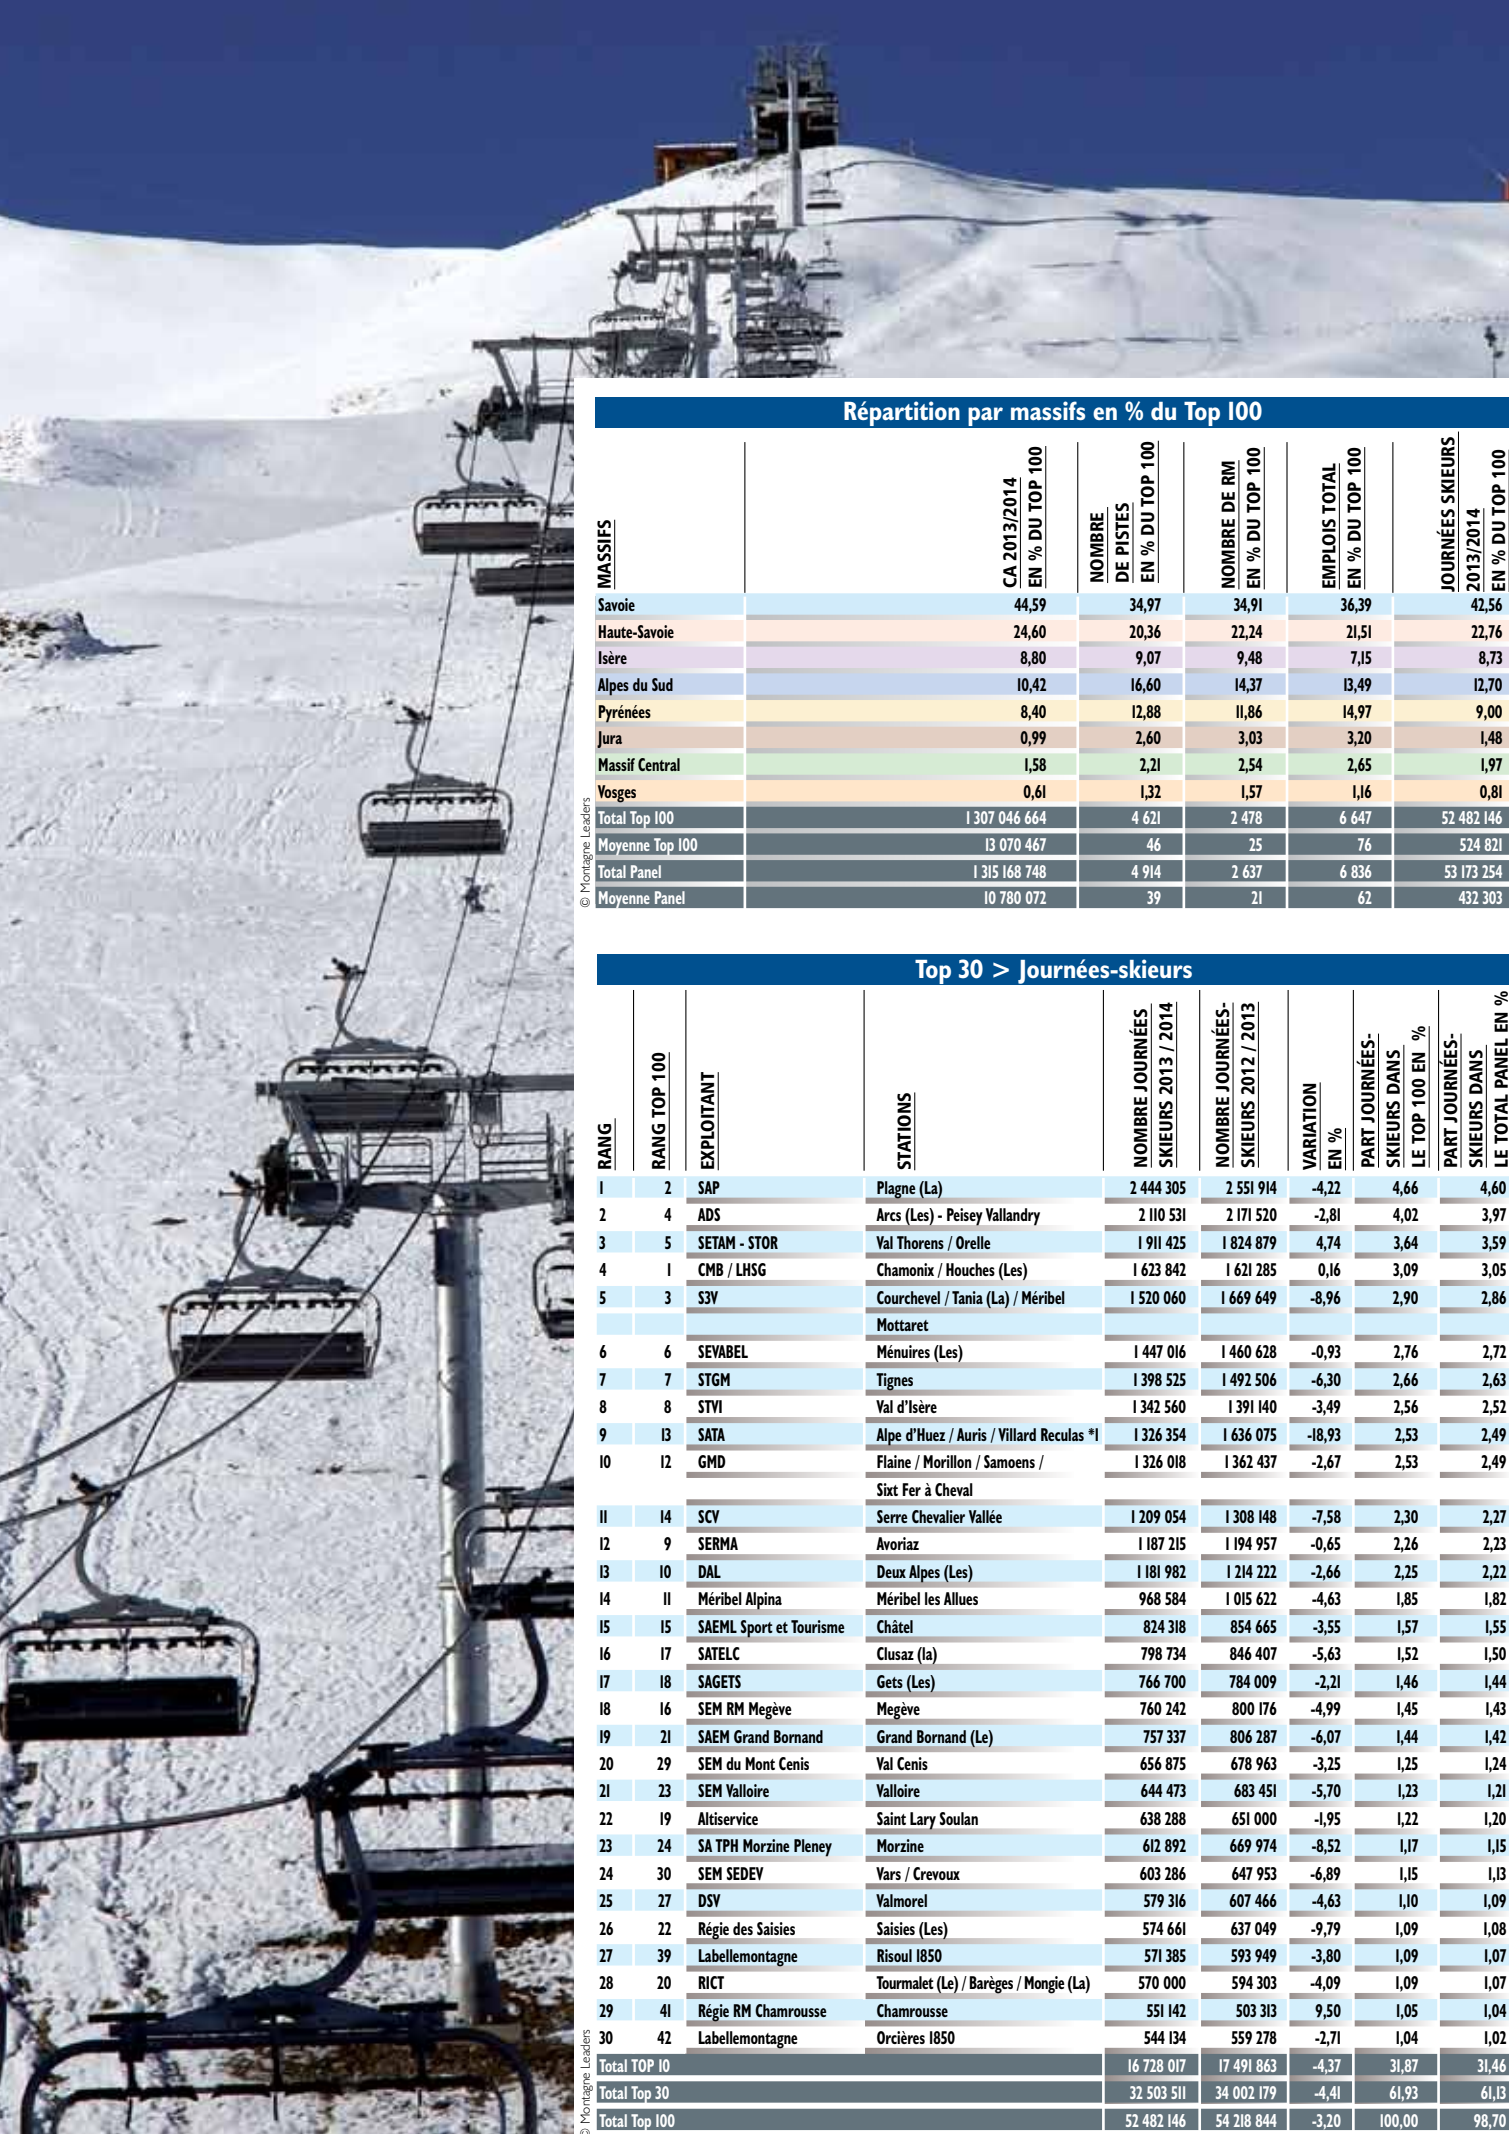 Répartition par massifs en % du Top 100
MASSIFS
CA 2013/2014
EN % DU TOP 100
NOMBRE
DE PISTES
EN % DU TOP 100
NOMBRE DE RM
EN % DU TOP 100
EMPLOIS TOTAL
EN % DU TOP 100
JOURNÉES SKIEURS
2013/2014
EN % DU TOP 100
Savoie 44,59 34,97 34,91 36,39 42,56
Haute-Savoie 24,60 20,36 22,24 21,51 22,76
Isère 8,80 9,07 9,48 7,15 8,73
Alpes du Sud 10,42 16,60 14,37 13,49 12,70
Pyrénées 8,40 12,88 11,86 14,97 9,00
Jura 0,99 2,60 3,03 3,20 1,48
Massif Central 1,58 2,21 2,54 2,65 1,97
Vosges 0,61 1,32 1,57 1,16 0,81
Total Top 100 1 307 046 664 4 621 2 478 6 647 52 482 146
Moyenne Top 100 13 070 467 46 25 76 524 821
Total Panel 1 315 168 748 4 914 2 637 6 836 53 173 254
Moyenne Panel 10 780 072 39 21 62 432 303
© Montagne Leaders
Top 30 > Journées-skieurs
RANG
RANG TOP 100
EXPLOITANT
STATIONS
NOMBRE JOURNÉES
SKIEURS 2013 / 2014
NOMBRE JOURNÉES-
SKIEURS 2012 / 2013
VARIATION
EN %
PART JOURNÉES-
SKIEURS DANS
LE TOP 100 EN %
PART JOURNÉES-
SKIEURS DANS
LE TOTAL PANEL EN %
1 2 SAP Plagne (La) 2 444 305 2 551 914 -4,22 4,66 4,60
2 4 ADS Arcs (Les) - Peisey Vallandry 2 110 531 2 171 520 -2,81 4,02 3,97
3 5 SETAM - STOR Val Thorens / Orelle 1 911 425 1 824 879 4,74 3,64 3,59
4 1 CMB / LHSG Chamonix / Houches (Les) 1 623 842 1 621 285 0,16 3,09 3,05
5 3 S3V Courchevel / Tania (La) / Méribel 1 520 060 1 669 649 -8,96 2,90 2,86
Mottaret
6 6 SEVABEL Ménuires (Les) 1 447 016 1 460 628 -0,93 2,76 2,72
7 7 STGM Tignes 1 398 525 1 492 506 -6,30 2,66 2,63
8 8 STVI Val d'Isère 1 342 560 1 391 140 -3,49 2,56 2,52
9 13 SATA Alpe d'Huez / Auris / Villard Reculas *1 1 326 354 1 636 075 -18,93 2,53 2,49
10 12 GMD Flaine / Morillon / Samoens / 1 326 018 1 362 437 -2,67 2,53 2,49
Sixt Fer à Cheval
11 14 SCV Serre Chevalier Vallée 1 209 054 1 308 148 -7,58 2,30 2,27
12 9 SERMA Avoriaz 1 187 215 1 194 957 -0,65 2,26 2,23
13 10 DAL Deux Alpes (Les) 1 181 982 1 214 222 -2,66 2,25 2,22
14 11 Méribel Alpina Méribel les Allues 968 584 1 015 622 -4,63 1,85 1,82
15 15 SAEML Sport et Tourisme Châtel 824 318 854 665 -3,55 1,57 1,55
16 17 SATELC Clusaz (la) 798 734 846 407 -5,63 1,52 1,50
17 18 SAGETS Gets (Les) 766 700 784 009 -2,21 1,46 1,44
18 16 SEM RM Megève Megève 760 242 800 176 -4,99 1,45 1,43
19 21 SAEM Grand Bornand Grand Bornand (Le) 757 337 806 287 -6,07 1,44 1,42
20 29 SEM du Mont Cenis Val Cenis 656 875 678 963 -3,25 1,25 1,24
21 23 SEM Valloire Valloire 644 473 683 451 -5,70 1,23 1,21
22 19 Altiservice Saint Lary Soulan 638 288 651 000 -1,95 1,22 1,20
23 24 SA TPH Morzine Pleney Morzine 612 892 669 974 -8,52 1,17 1,15
24 30 SEM SEDEV Vars / Crevoux 603 286 647 953 -6,89 1,15 1,13
25 27 DSV Valmorel 579 316 607 466 -4,63 1,10 1,09
26 22 Régie des Saisies Saisies (Les) 574 661 637 049 -9,79 1,09 1,08
27 39 Labellemontagne Risoul 1850 571 385 593 949 -3,80 1,09 1,07
28 20 RICT Tourmalet (Le) / Barèges / Mongie (La) 570 000 594 303 -4,09 1,09 1,07
29 41 Régie RM Chamrousse Chamrousse 551 142 503 313 9,50 1,05 1,04
30 42 Labellemontagne Orcières 1850 544 134 559 278 -2,71 1,04 1,02
Total TOP 10 16 728 017 17 491 863 -4,37 31,87 31,46
Total Top 30 32 503 511 34 002 179 -4,41 61,93 61,13
Total Top 100 52 482 146 54 218 844 -3,20 100,00 98,70
© Montagne Leaders